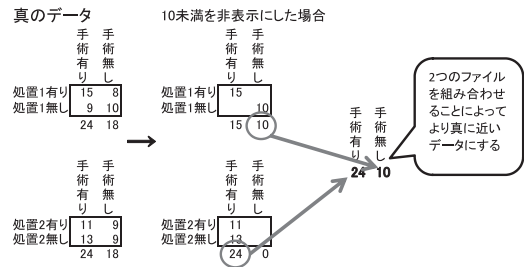 真のデータ
10未満を非表示にした場合
手術有り 手術無し
処置1有り 15 8
処置1無し 9 10
24 18
手術有り 手術無し
処置1有り 15
処置1無し 10
15 10
手術有り 手術無し
24 10
2つのファイル
を組み合わせ
ることによって
より真に近い
データにする
手術有り 手術無し
処置2有り 11 9
処置2無し 13 9
24 18
手術有り 手術無し
処置2有り 11
処置2無し 13
24 0